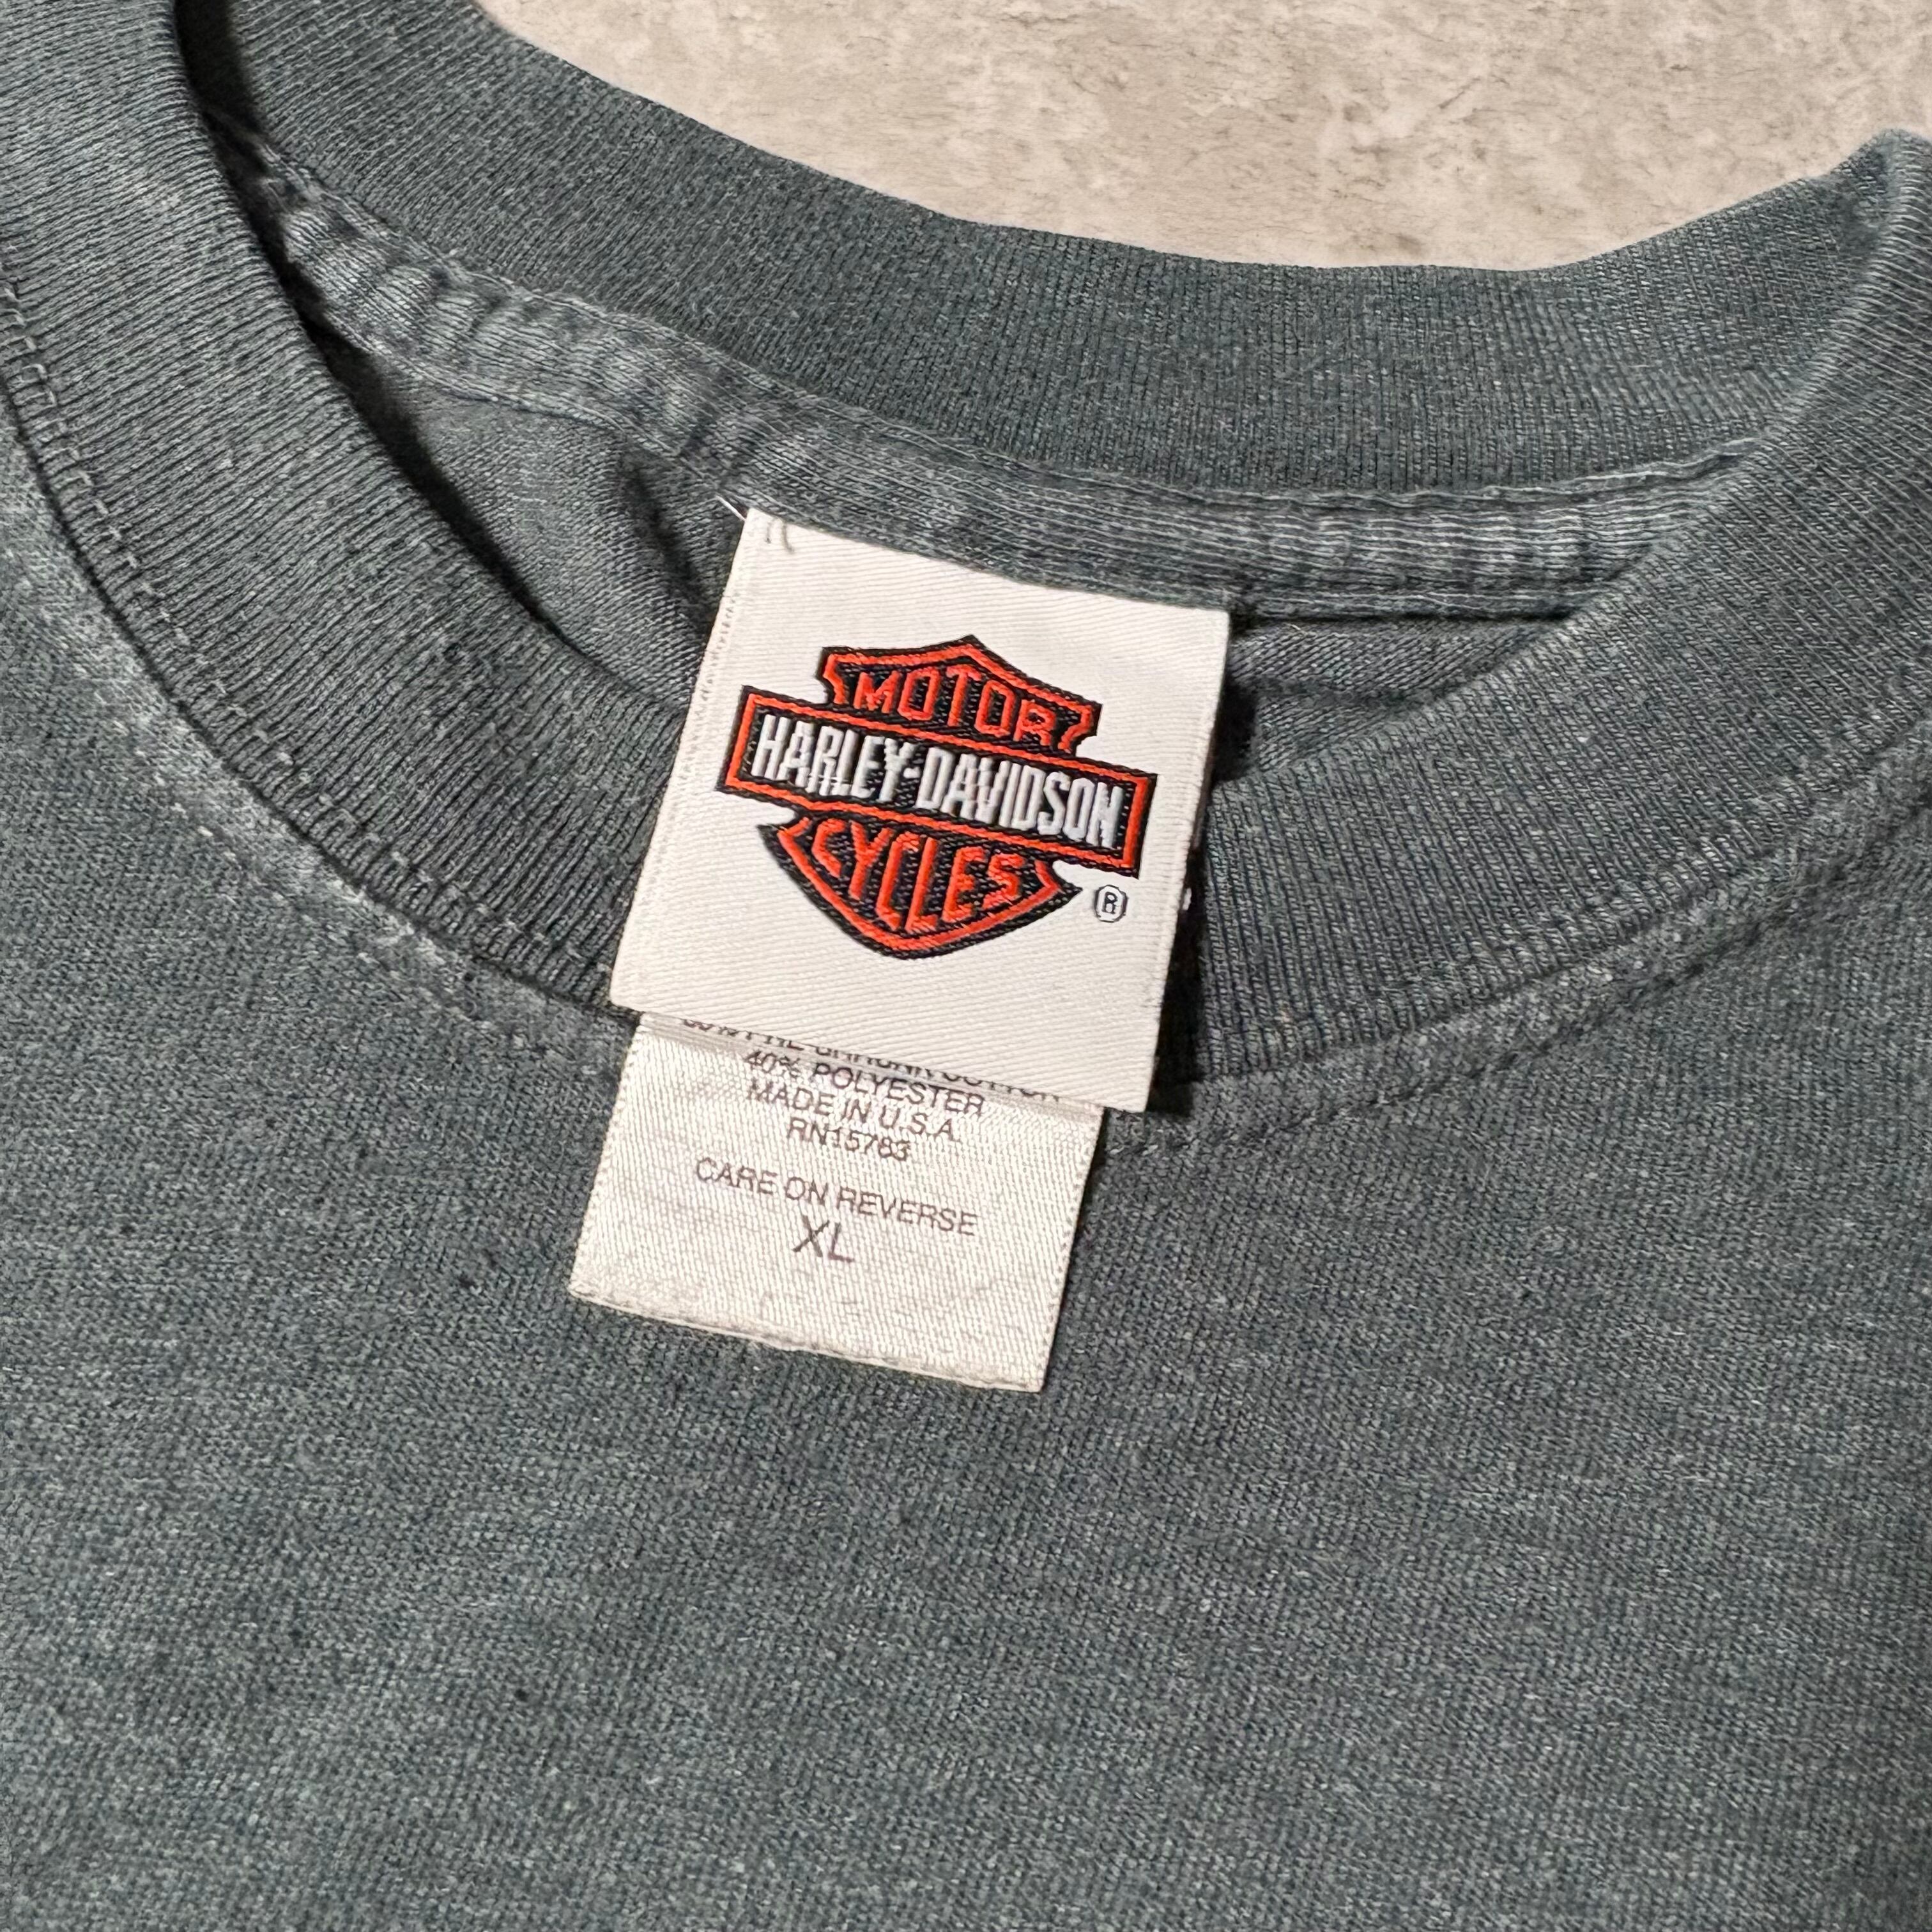 MOTOR
HARLEY-DAVIDSON
CYCLES
®
40% POLYESTER
MADE IN U.S.A.
RN15763
CARE ON REVERSE
XL